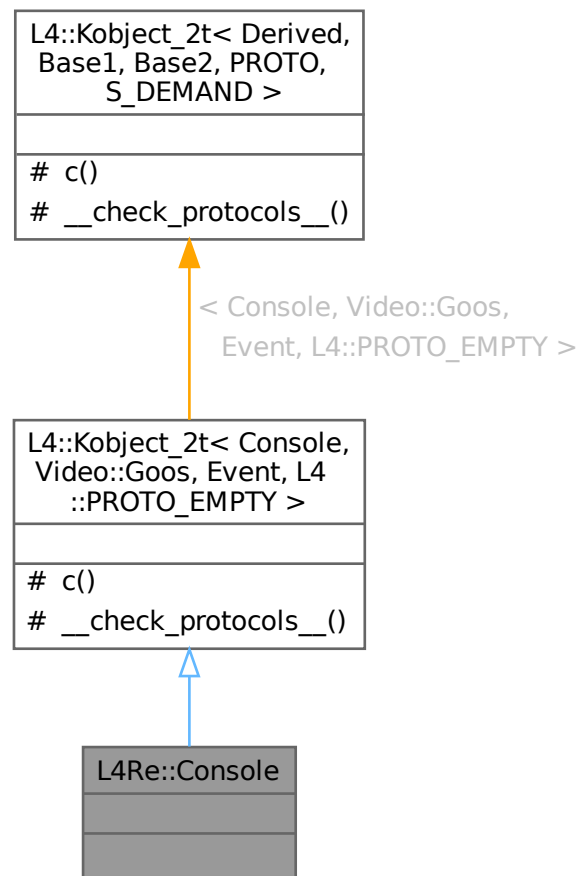 L4::Kobject_2t< Derived,
Base1, Base2, PROTO,
S_DEMAND >
# c()
# __check_protocols__()
< Console, Video::Goos,
Event, L4::PROTO_EMPTY >
L4::Kobject_2t< Console,
Video::Goos, Event, L4
::PROTO_EMPTY >
# c()
# __check_protocols__()
L4Re::Console